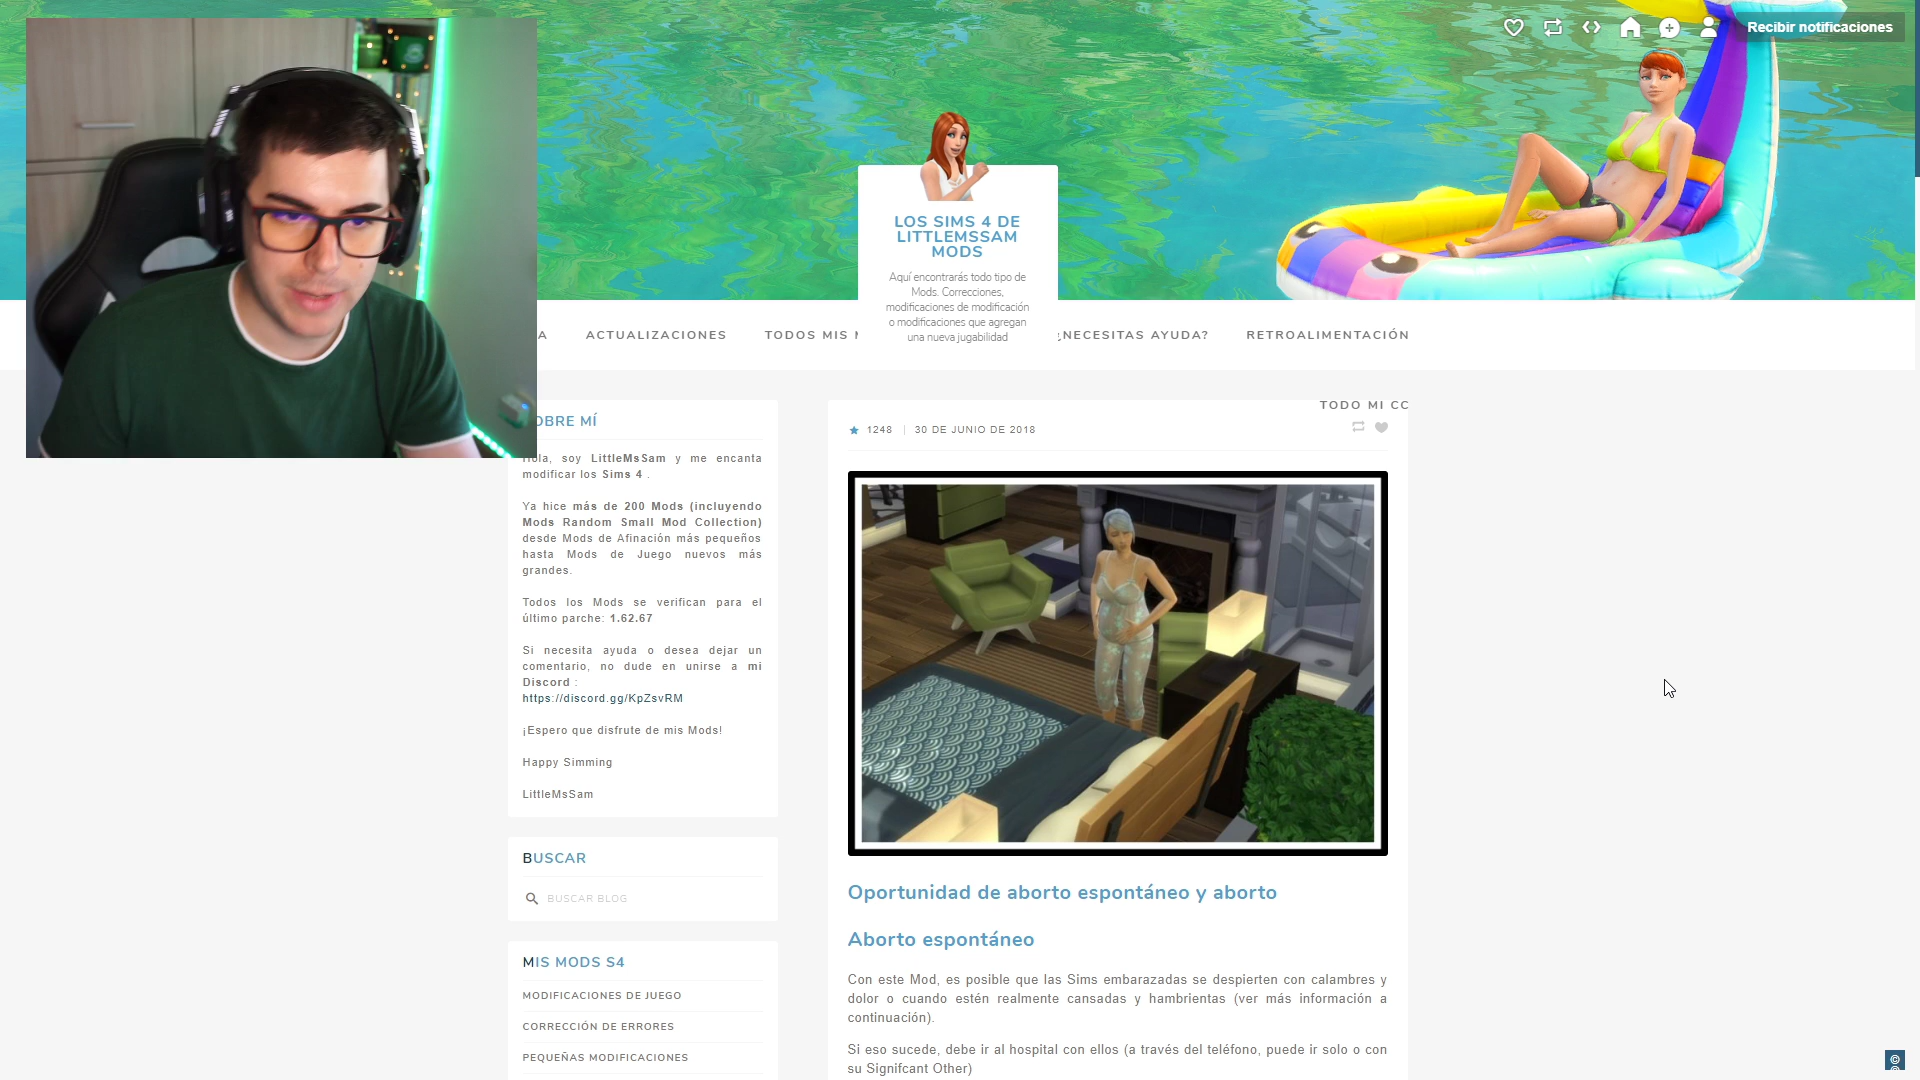 Recibir notificaciones
LOS SIMS 4 DE
LITTLEMSSAM
MODS
Aquí encontrarás todo tipo de
Mods. Correcciones,
modificaciones de modificación
o modificaciones que agregan
una nueva jugabilidad
A ACTUALIZACIONES TODOS MIS ¿NECESITAS AYUDA? RETROALIMENTACIÓN
TODO MI CC
OBRE MÍ
Hola, soy LittleMsSam y me encanta
modificar los Sims 4 .
Ya hice más de 200 Mods (incluyendo
Mods Random Small Mod Collection)
desde Mods de Afinación más pequeños
hasta Mods de Juego nuevos más
grandes.
Todos los Mods se verifican para el
último parche: 1.62.67
Si necesita ayuda o desea dejar un
comentario, no dude en unirse a mi
Discord :
https://discord.gg/KpZsvRM
¡Espero que disfrute de mis Mods!
Happy Simming
LittleMsSam
BUSCAR
BUSCAR BLOG
MIS MODS S4
MODIFICACIONES DE JUEGO
CORRECCIÓN DE ERRORES
PEQUEÑAS MODIFICACIONES
1248 | 30 DE JUNIO DE 2018
Oportunidad de aborto espontáneo y aborto
Aborto espontáneo
Con este Mod, es posible que las Sims embarazadas se despierten con calambres y
dolor o cuando estén realmente cansadas y hambrientas (ver más información a
continuación).
Si eso sucede, debe ir al hospital con ellos (a través del teléfono, puede ir solo o con
su Signifcant Other)